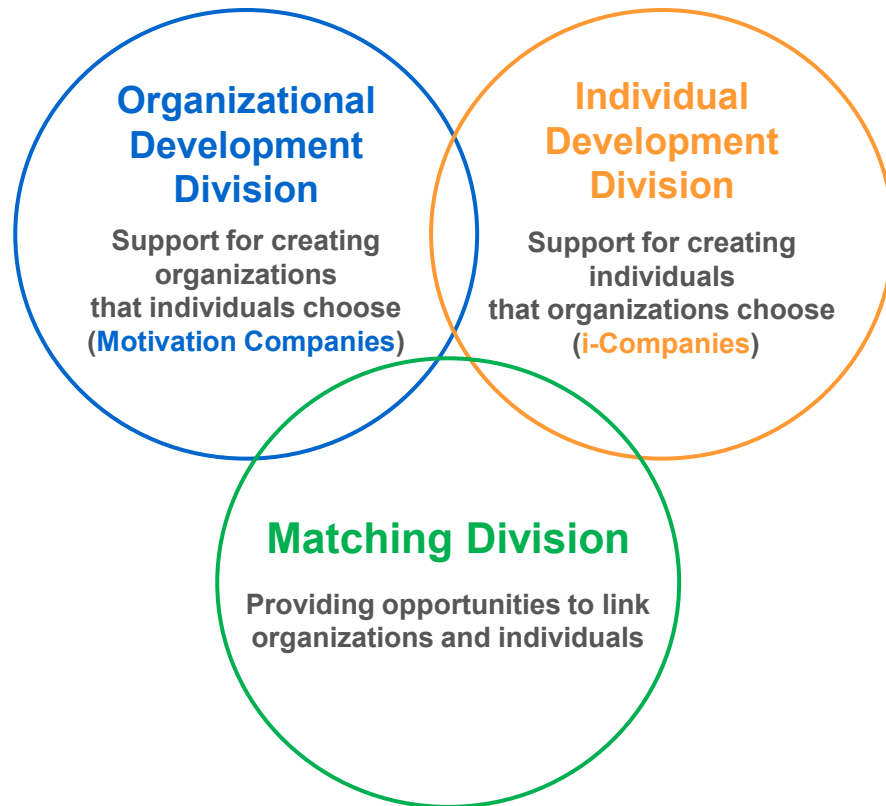 Organizational
Development
Division
Support for creating
organizations
that individuals choose
(Motivation Companies)
Individual
Development
Division
Support for creating
individuals
that organizations choose
(i-Companies)
Matching Division
Providing opportunities to link
organizations and individuals